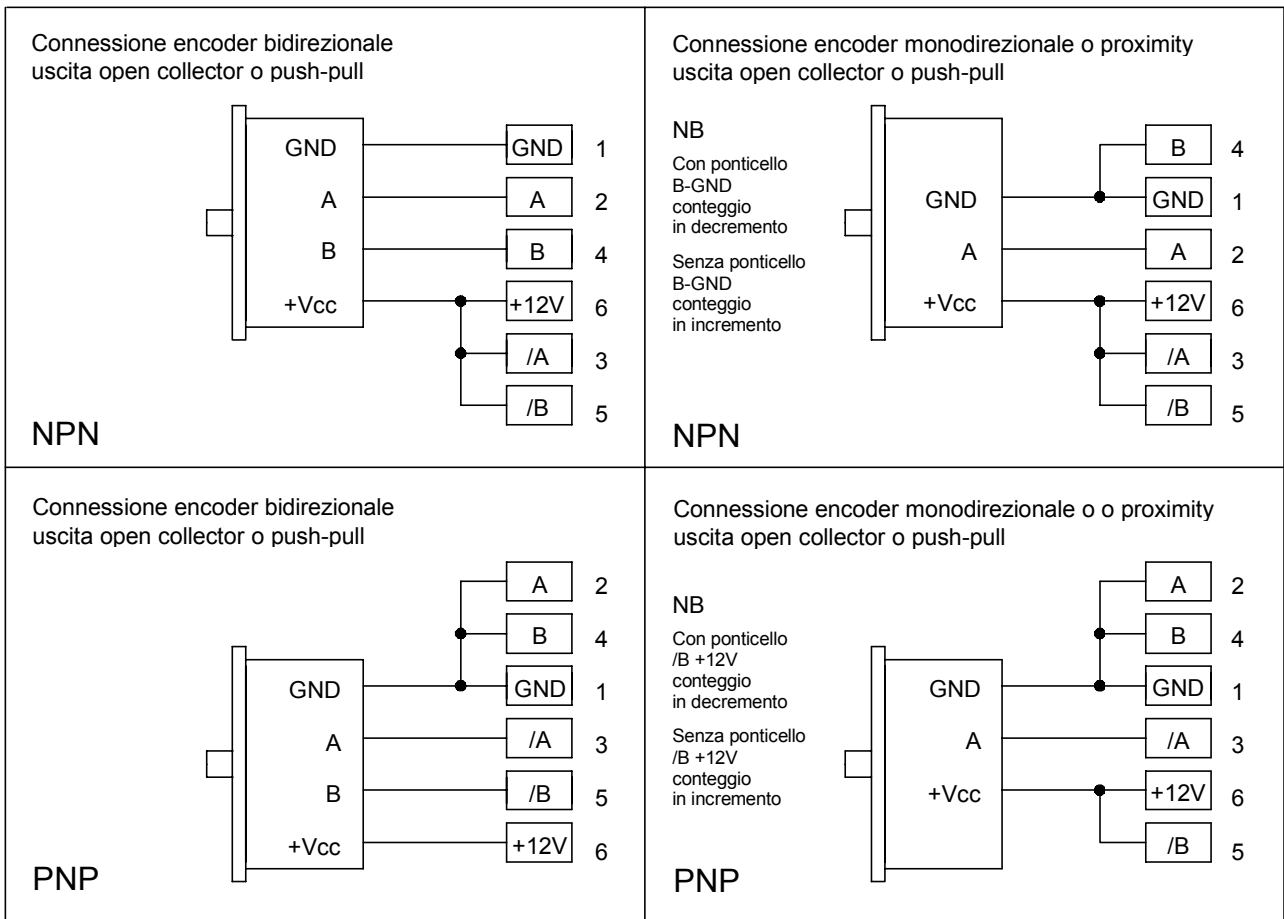 Connessione encoder bidirezionale
uscita open collector o push-pull
GND
GND
1
A
A
2
B
B
4
+Vcc
+12V
6
/A
3
/B
5
NPN
Connessione encoder monodirezionale o proximity
uscita open collector o push-pull
NB
Con ponticello
B-GND
conteggio
in decremento
Senza ponticello
B-GND
conteggio
in incremento
B
4
GND
GND
1
A
A
2
+Vcc
+12V
6
/A
3
/B
5
NPN
Connessione encoder bidirezionale
uscita open collector o push-pull
A
2
B
4
GND
GND
1
A
/A
3
B
/B
5
+Vcc
+12V
6
PNP
Connessione encoder monodirezionale o o proximity
uscita open collector o push-pull
NB
Con ponticello
/B +12V
conteggio
in decremento
Senza ponticello
/B +12V
conteggio
in incremento
A
2
B
4
GND
GND
1
A
/A
3
+Vcc
+12V
6
/B
5
PNP